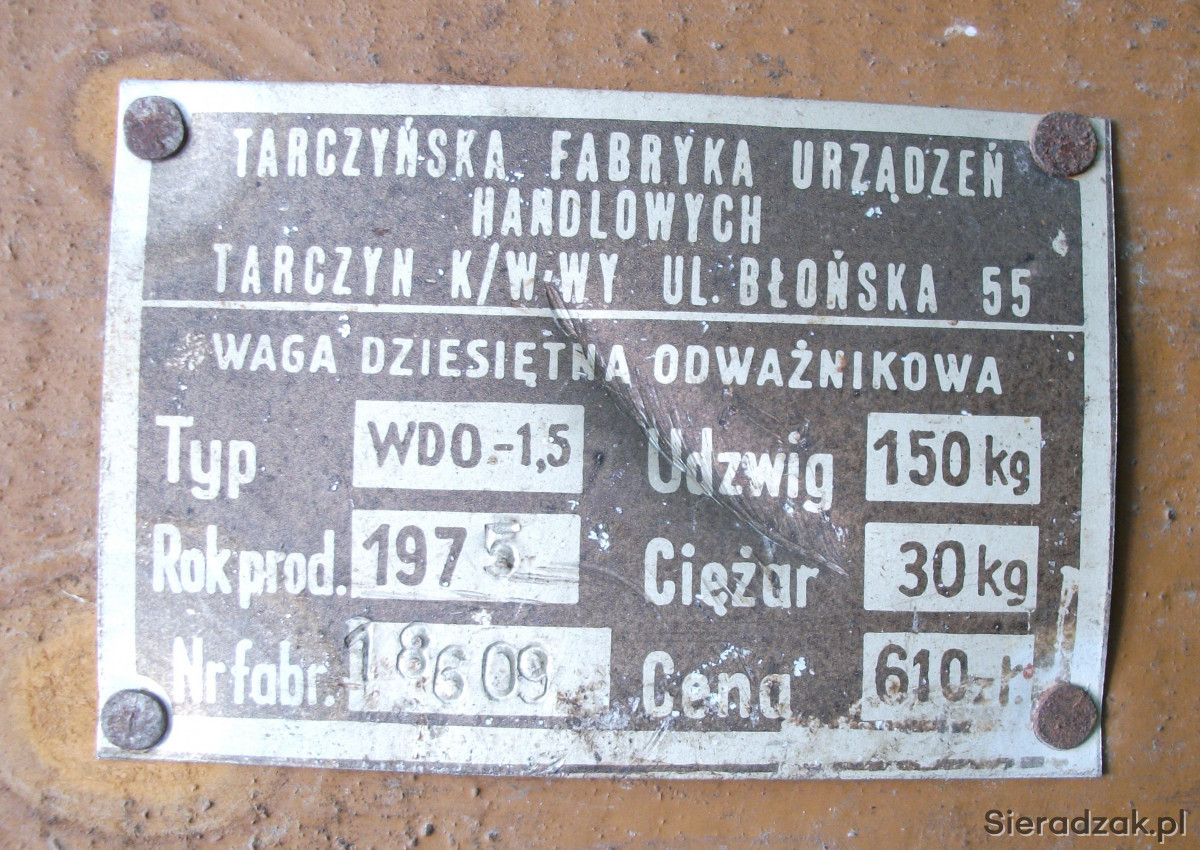 TARCZYŃSKA FABRYKA URZĄDZEŃ
HANDLOWYCH
TARCZYN K/W-WY UL. BŁOŃSKA 55
WAGA DZIESIĘTNA ODWAŻNIKOWA
Typ WDO-1,5 Udzwig 150 kg
Rok prod. 1975 Ciężar 30 kg
Nr fabr. 18609 Cena 610 zł
Sieradzak.pl